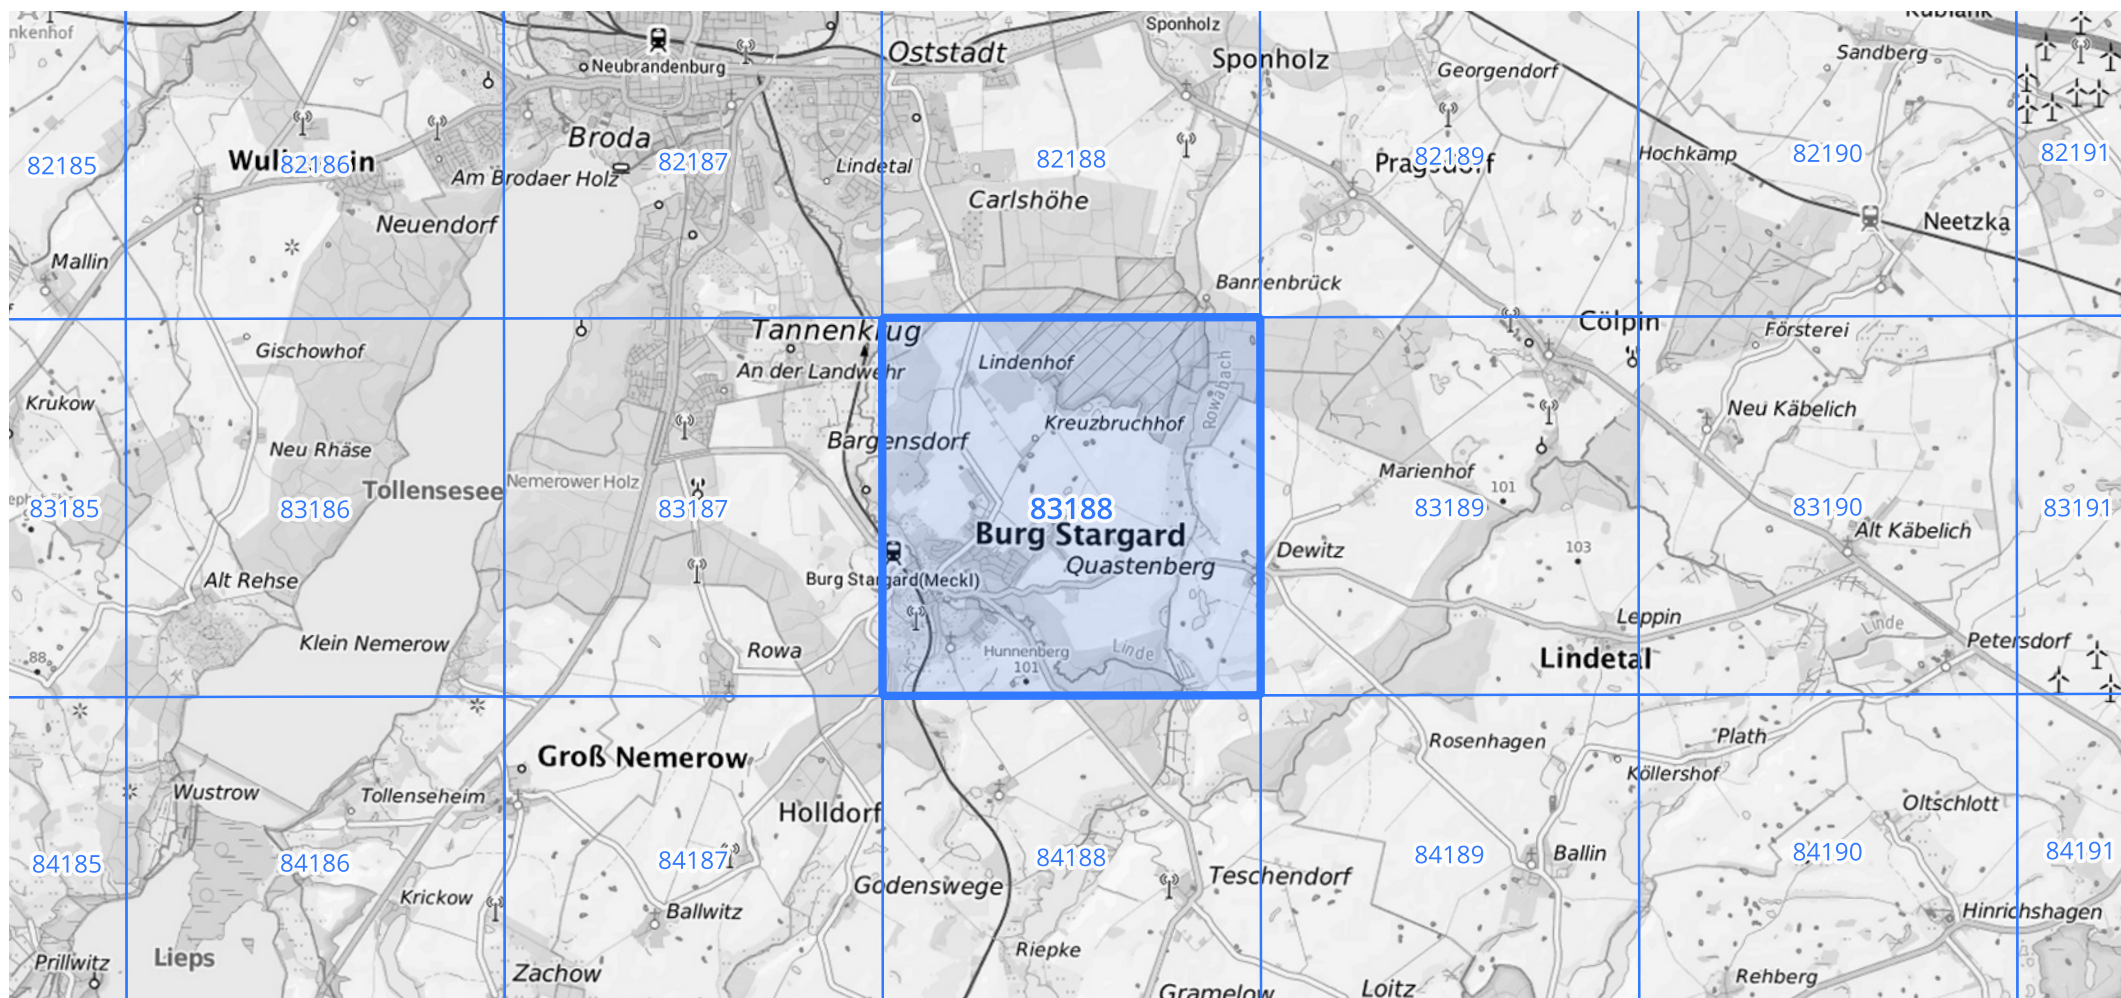 nkenhof
Sponholz
Kublank
Oststadt
Sponholz
Sandberg
Neubrandenburg
Georgendorf
Broda
82185
82186
82187
Lindetal
82188
82189
Hochkamp
82190
82191
Am Brodaer Holz
Carlshöhe
Neuendorf
Neetzka
Mallin
Bannenbrück
Tannenkrug
Cölpin
Försterei
Gischowhof
Lindenhof
An der Landwehr
Rowabach
Krukow
Kreuzbruchhof
Neu Käbelich
Bargensdorf
Neu Rhäse
Marienhof
Tollensesee
Nemerower Holz
101
83185
83186
83187
83188
83189
83190
83191
Burg Stargard
Alt Käbelich
Dewitz
103
Quastenberg
Alt Rehse
Burg Stargard(Meckl)
Leppin
Linde
Klein Nemerow
Rowa
Hunnenberg
101
Linde
Petersdorf
88
Lindetal
Rosenhagen
Plath
Groß Nemerow
Köllershof
Wustrow
Tollenseheim
Oltschlott
Holldorf
84185
84186
84187
84188
84189
Ballin
84190
84191
Godenswege
Teschendorf
Krickow
Ballwitz
Hinrichshagen
Prillwitz
Lieps
Zachow
Riepke
Gramelow
Loitz
Rehberg